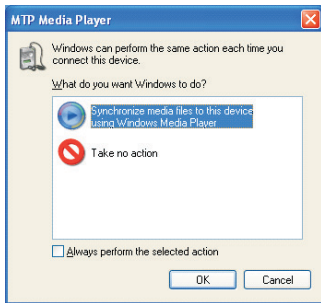 MTP Media Player
Windows can perform the same action each time you
connect this device.
What do you want Windows to do?
Synchronize media files to this device
using Windows Media Player
Take no action
Always perform the selected action
OK
Cancel